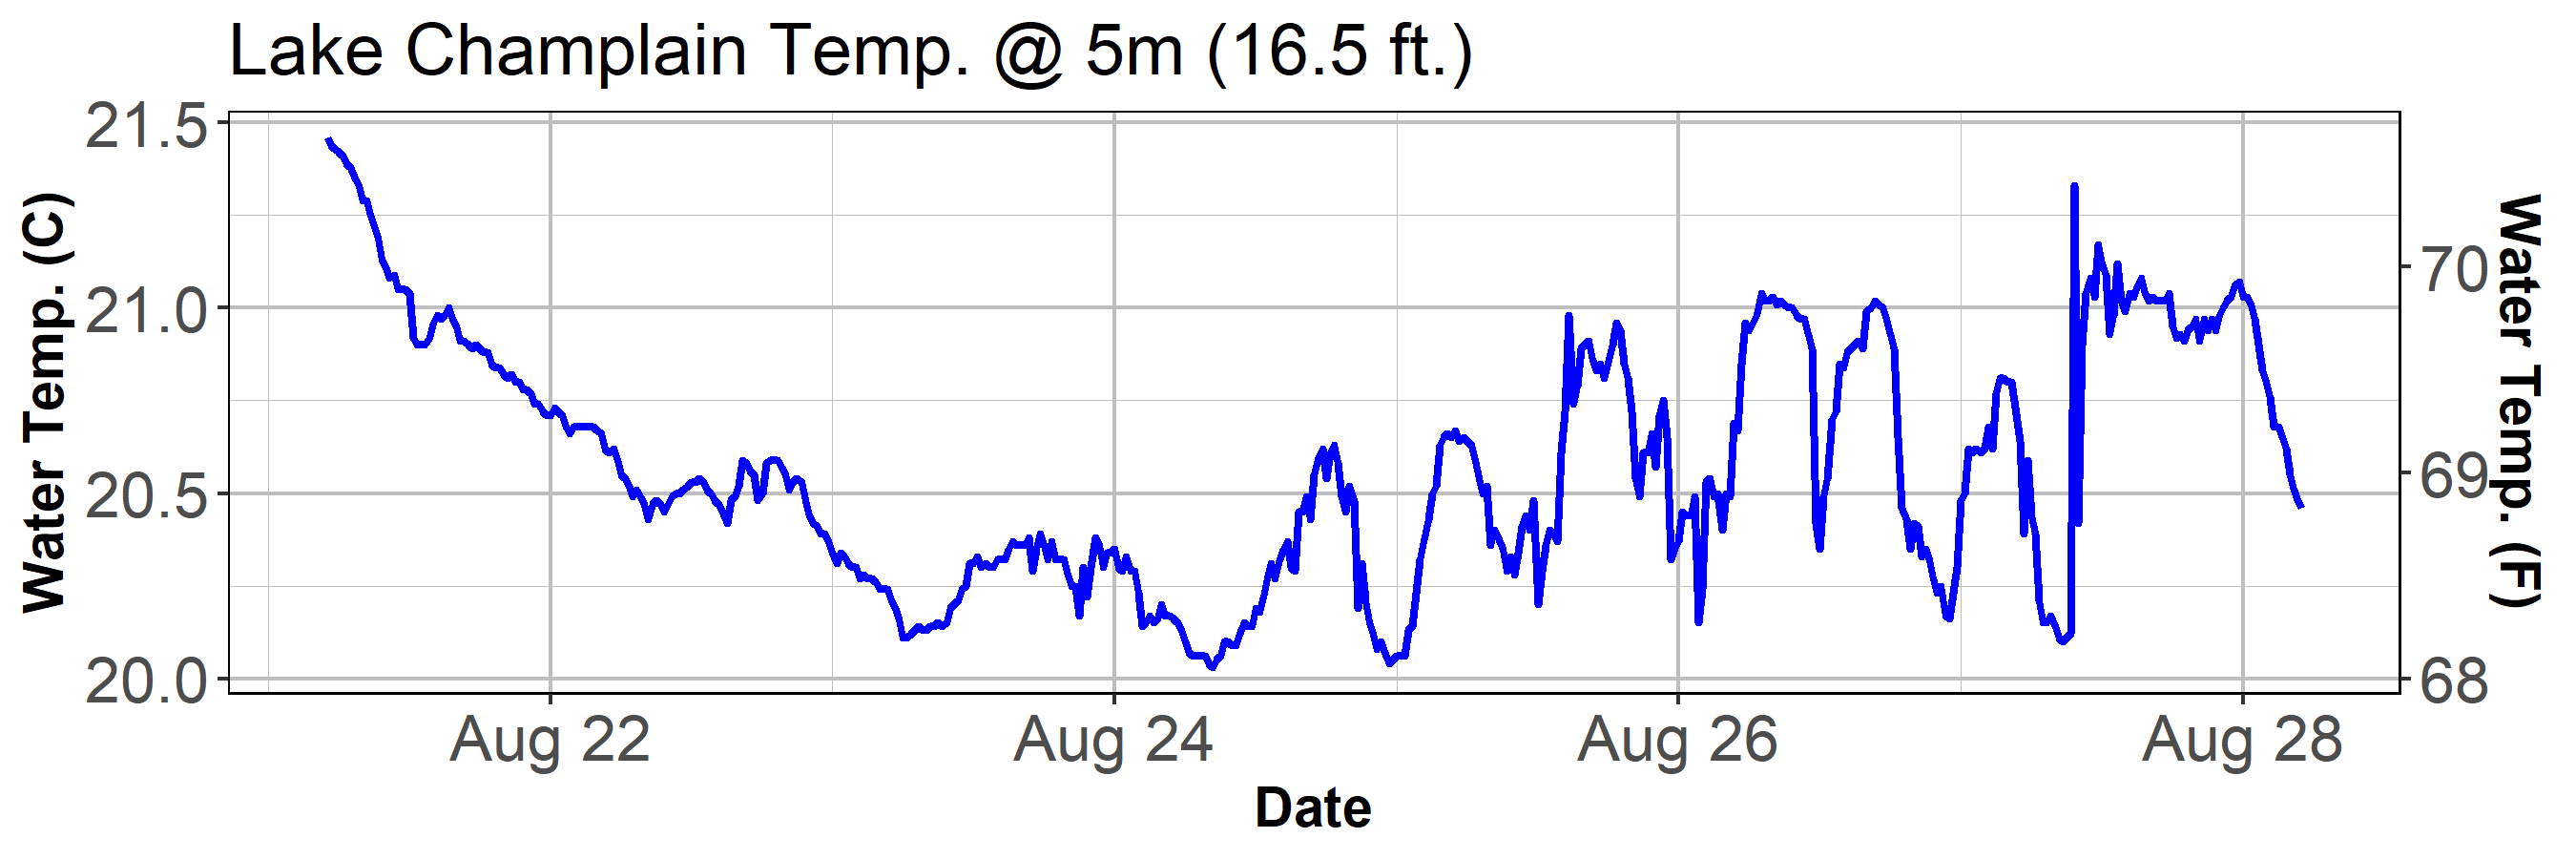 Lake Champlain Temp. @ 5m (16.5 ft.)
21.5
21.0
20.5
20.0
Water Temp. (C)
70
69
68
Water Temp. (F)
Aug 22
Aug 24
Aug 26
Aug 28
Date